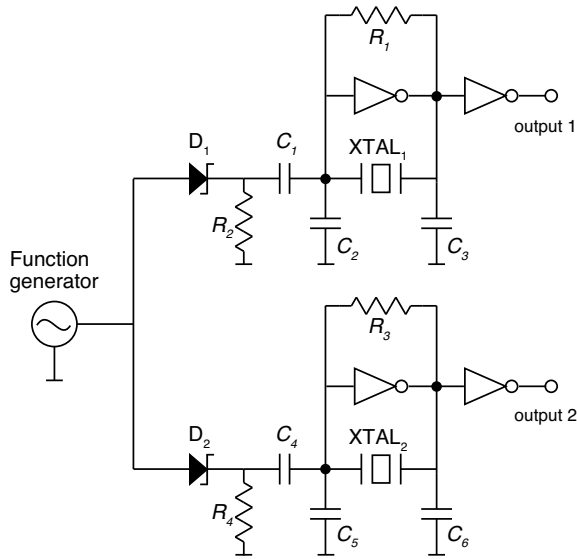 R1
D1
C1
XTAL1
output 1
R2
C2
C3
Function
generator
R3
D2
C4
XTAL2
output 2
R4
C5
C6